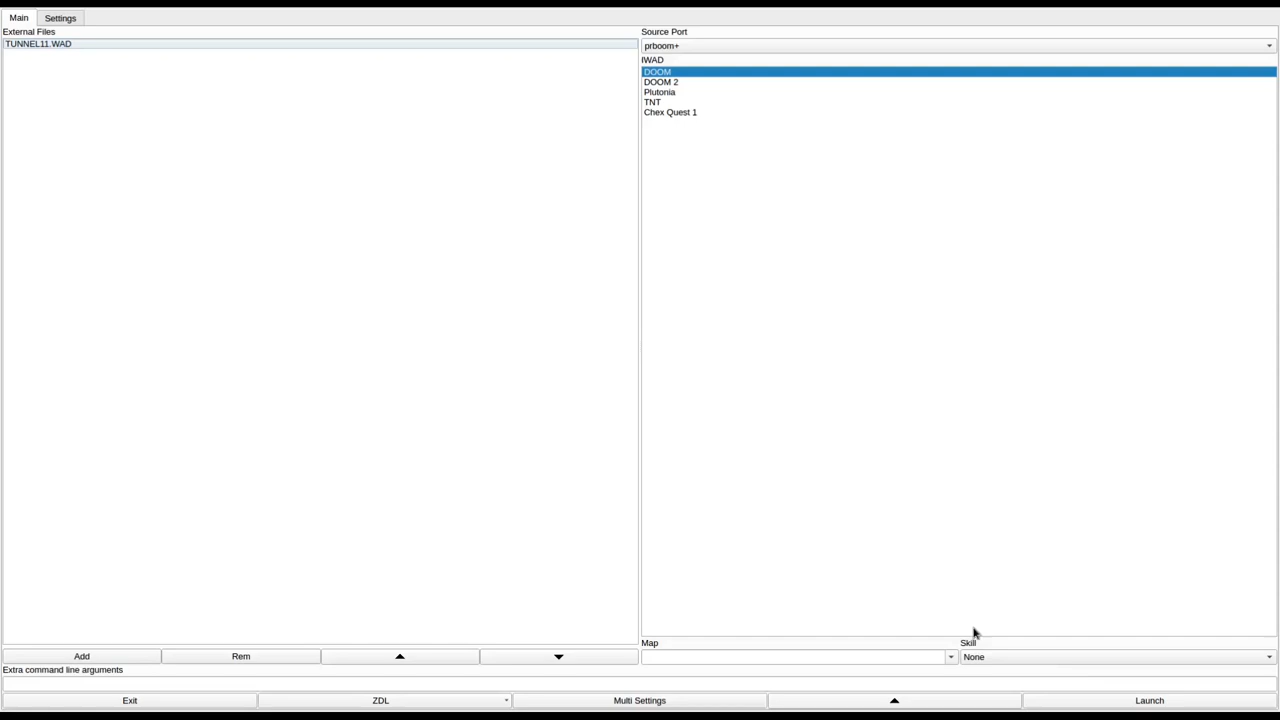 Main Settings
External Files
TUNNEL11.WAD
Source Port
prboom+
IWAD
DOOM
DOOM 2
Plutonia
TNT
Chex Quest 1
Map Skill
None
Add Rem
Extra command line arguments
Exit ZDL Multi Settings Launch